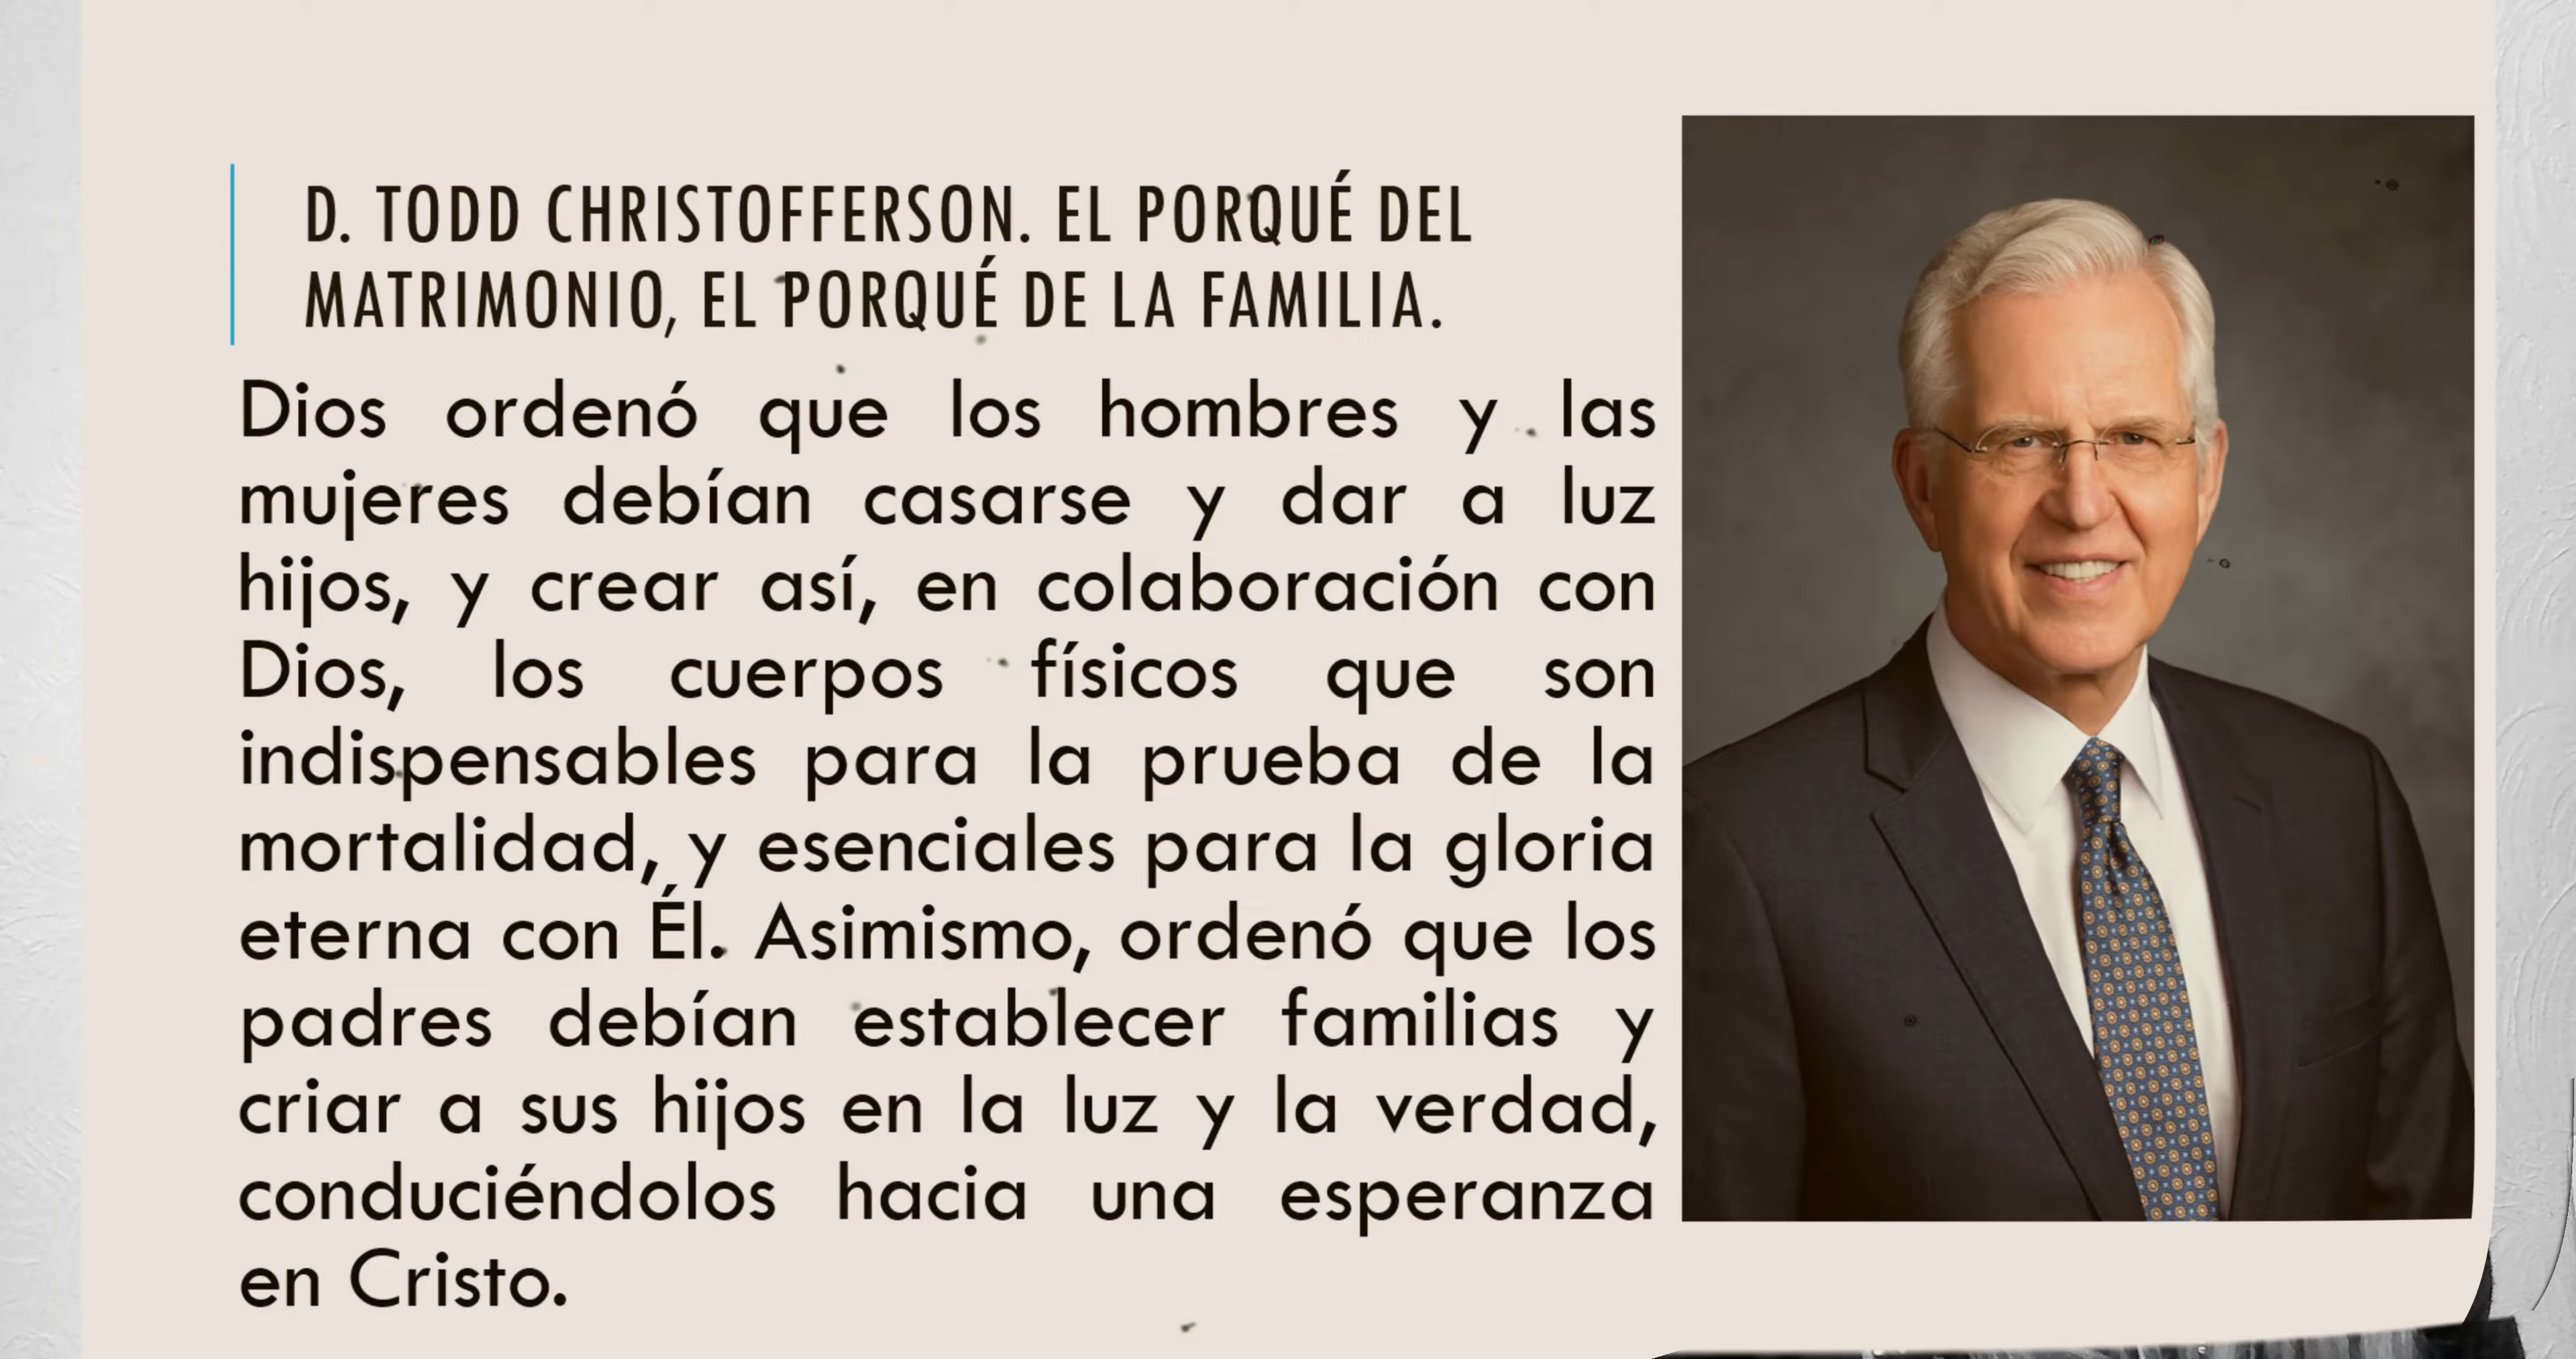 D. TODD CHRISTOFFERSON. EL PORQUÉ DEL
MATRIMONIO, EL PORQUÉ DE LA FAMILIA.
Dios ordenó que los hombres y las
mujeres debían casarse y dar a luz
hijos, y crear así, en colaboración con
Dios, los cuerpos físicos que son
indispensables para la prueba de la
mortalidad, y esenciales para la gloria
eterna con Él. Asimismo, ordenó que los
padres debían establecer familias y
criar a sus hijos en la luz y la verdad,
conduciéndolos hacia una esperanza
en Cristo.